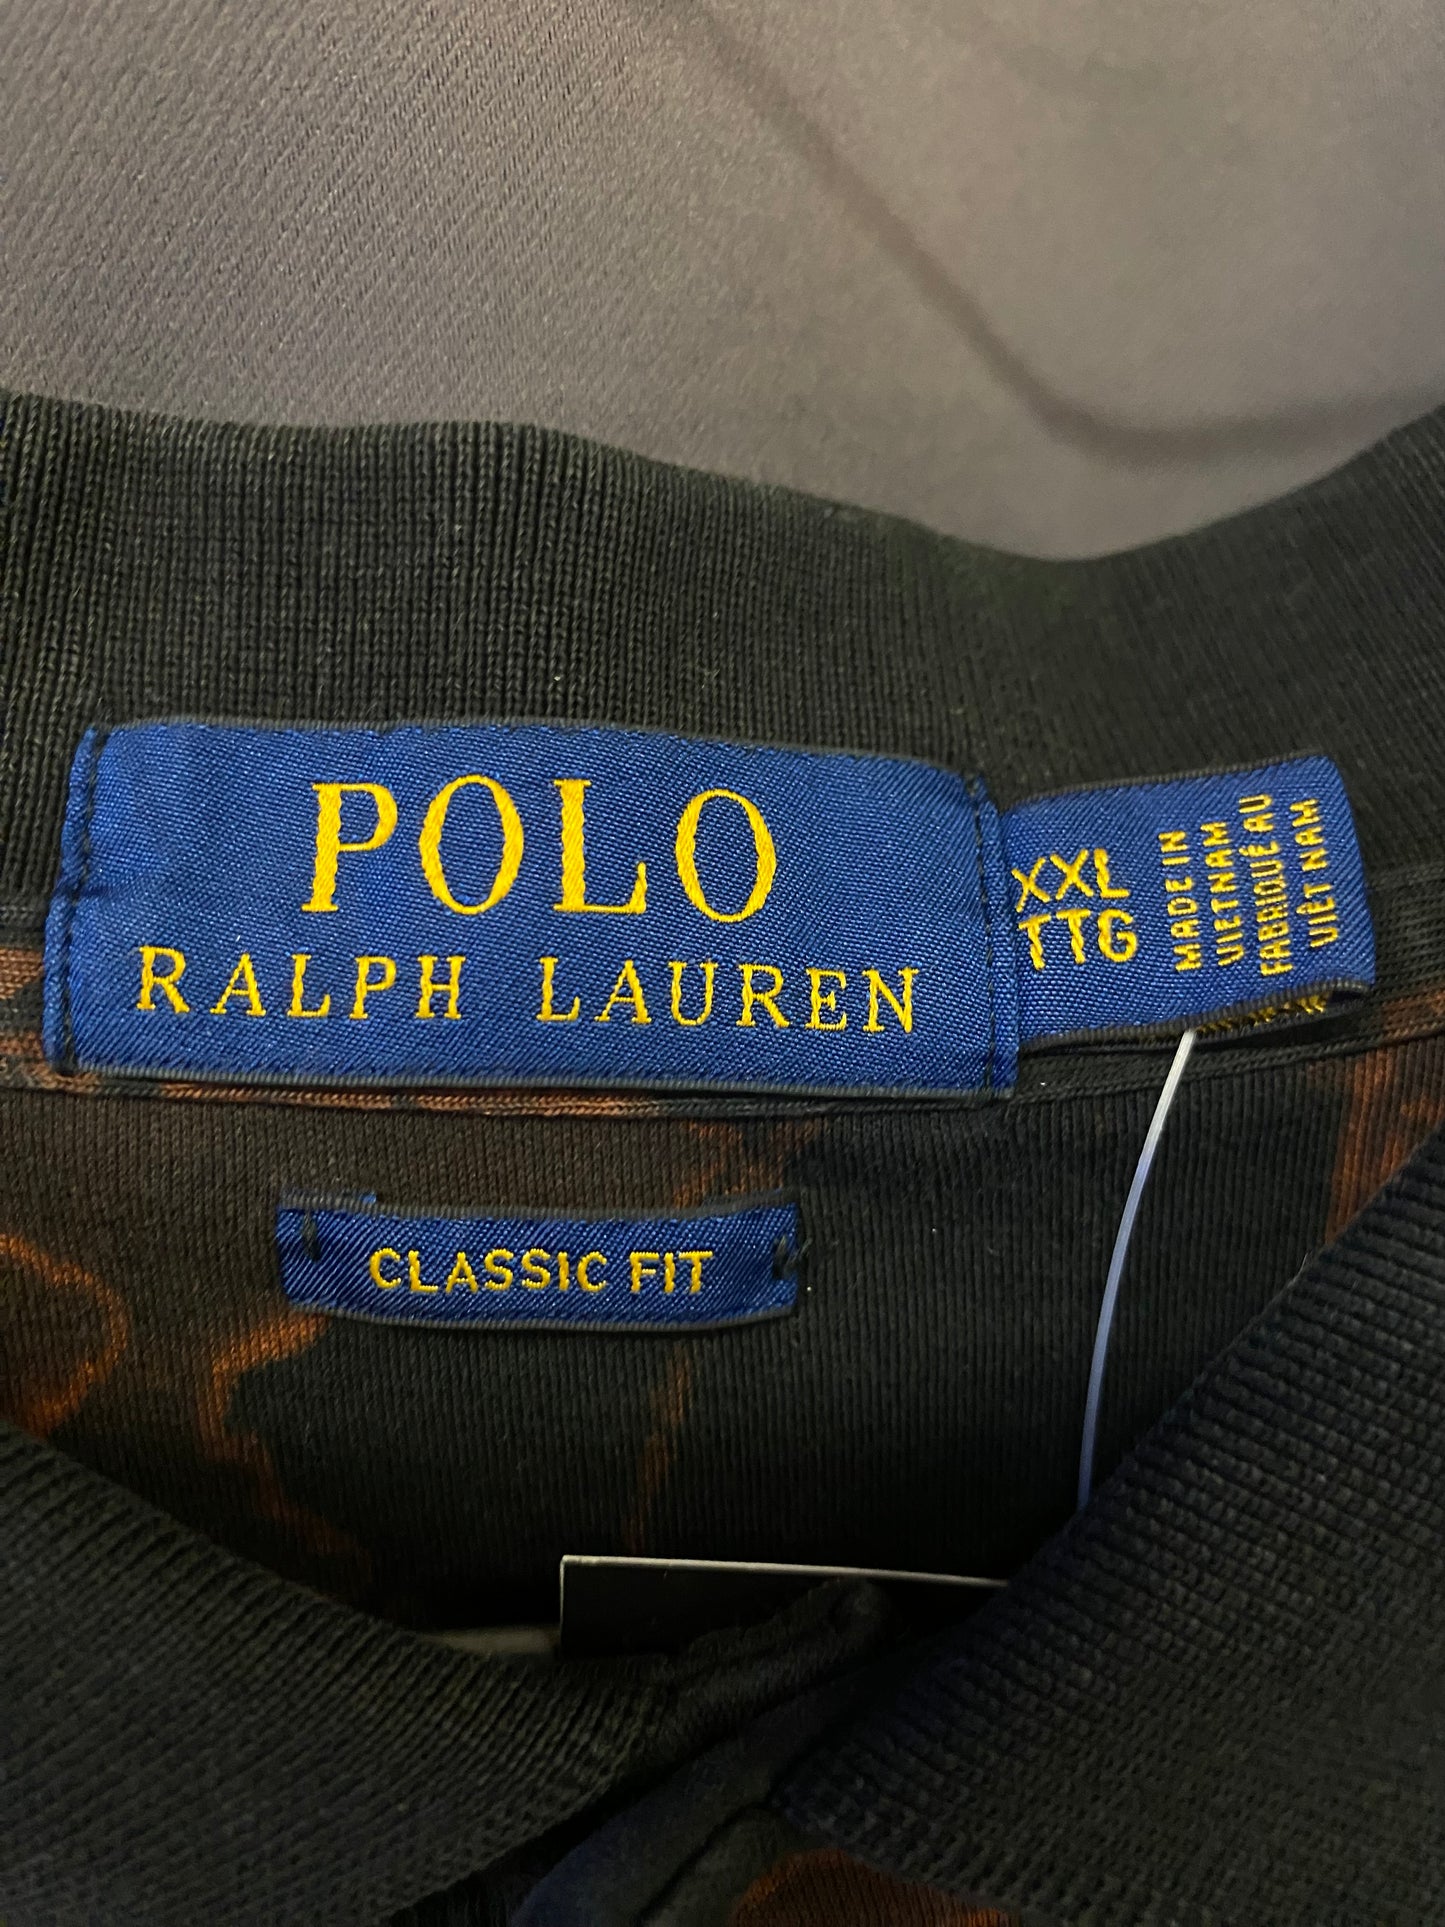 POLO
RALPH LAUREN
XXL
TTG
MADE IN
VIETNAM
FABRIQUÉ AU
VIÊT NAM
CLASSIC FIT